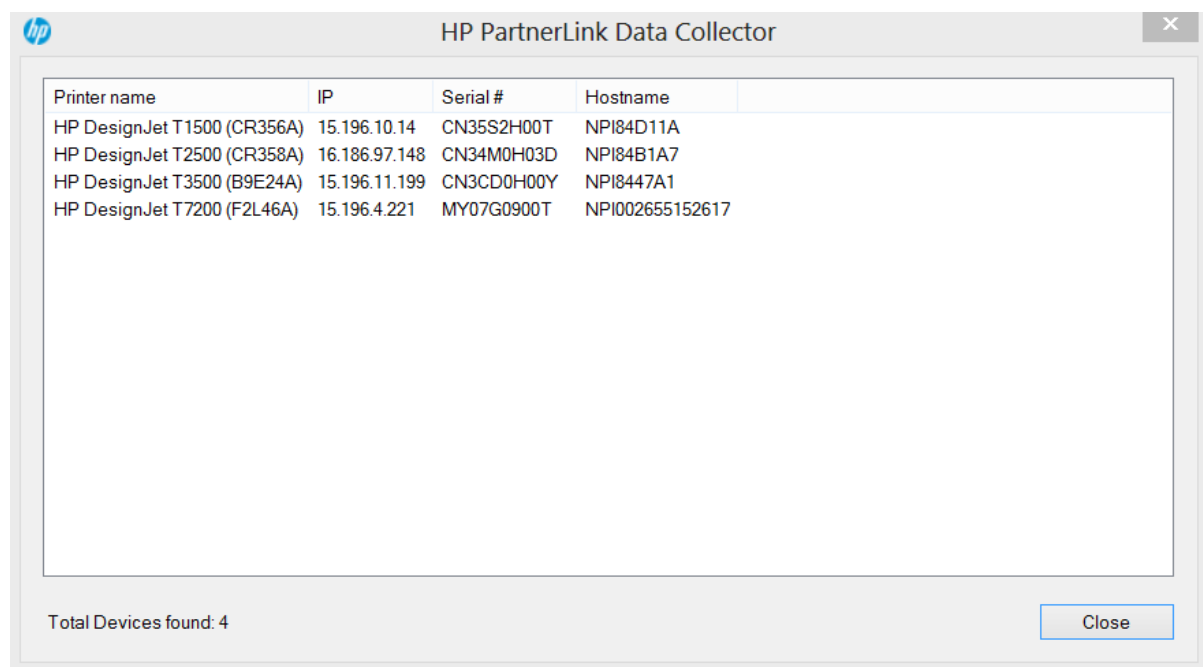 hp HP PartnerLink Data Collector ×
Printer name IP Serial # Hostname
HP DesignJet T1500 (CR356A) 15.196.10.14 CN35S2H00T NPI84D11A
HP DesignJet T2500 (CR358A) 16.186.97.148 CN34M0H03D NPI84B1A7
HP DesignJet T3500 (B9E24A) 15.196.11.199 CN3CD0H00Y NPI8447A1
HP DesignJet T7200 (F2L46A) 15.196.4.221 MY07G0900T NPI002655152617
Total Devices found: 4 Close